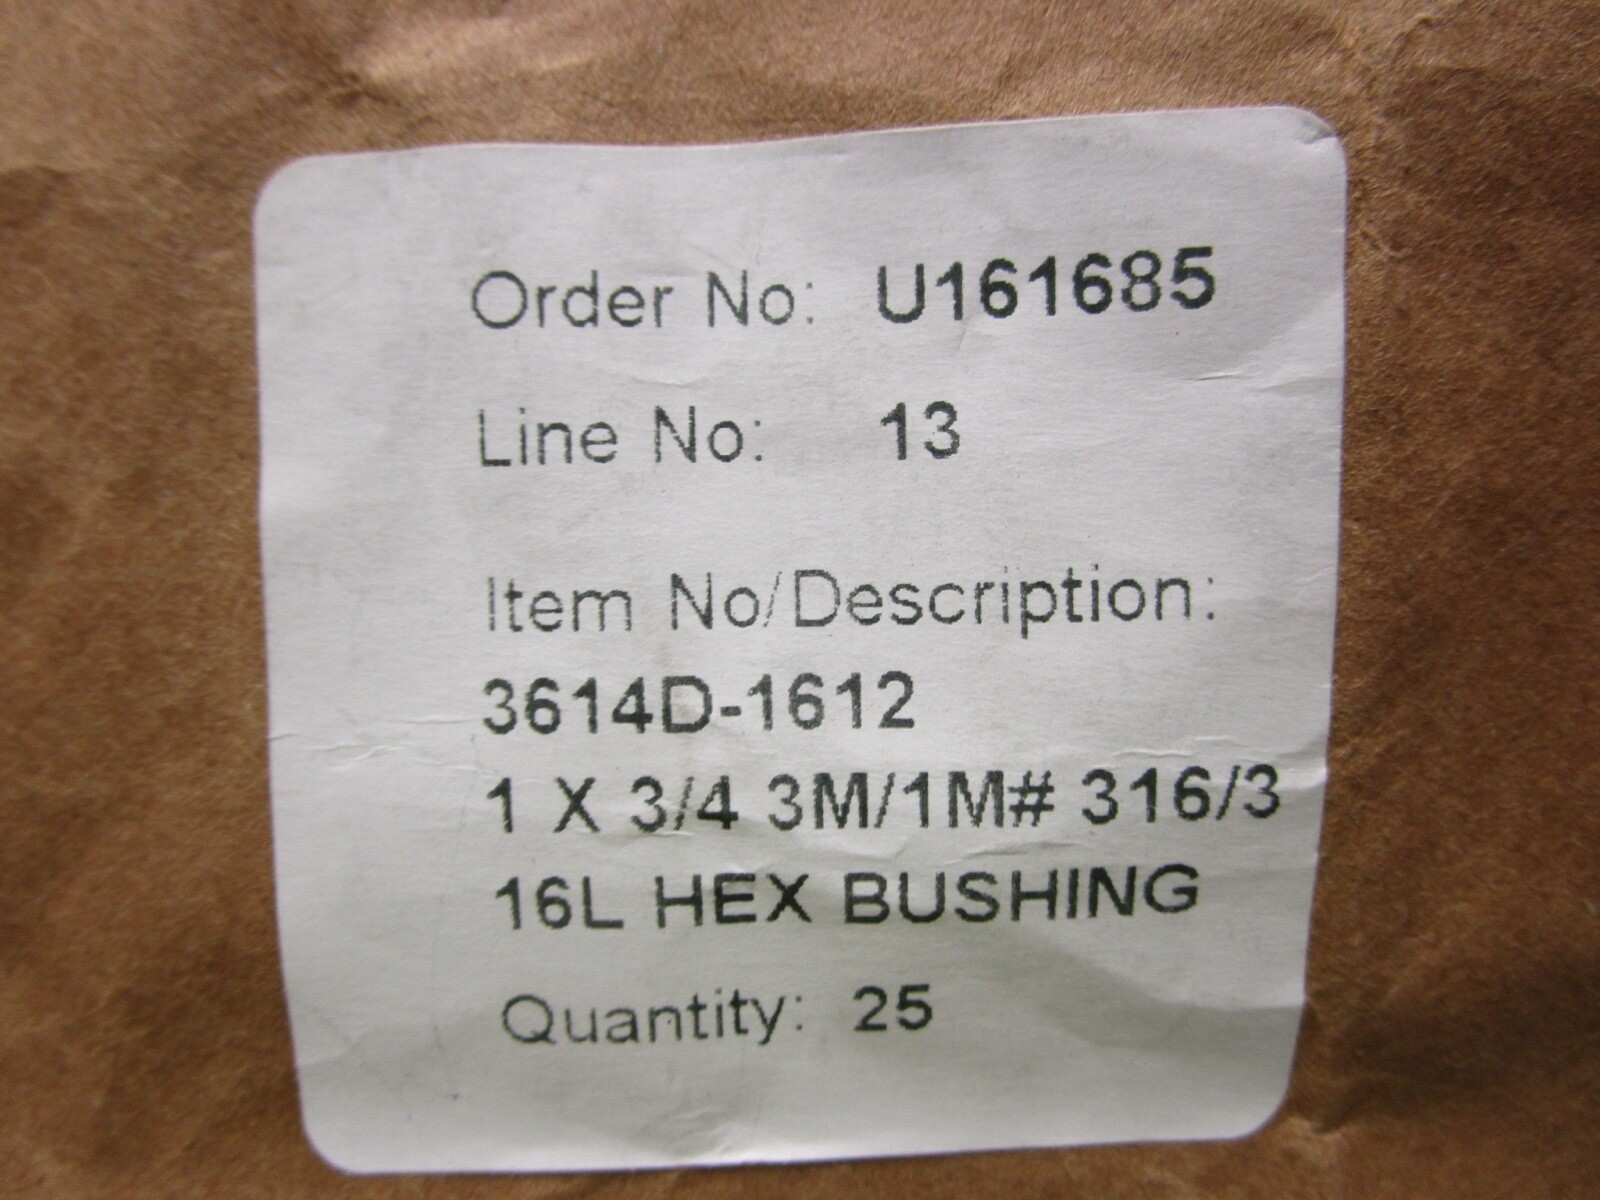 Order No: U161685
Line No: 13
Item No/Description:
3614D-1612
1 X 3/4 3M/1M# 316/3
16L HEX BUSHING
Quantity: 25